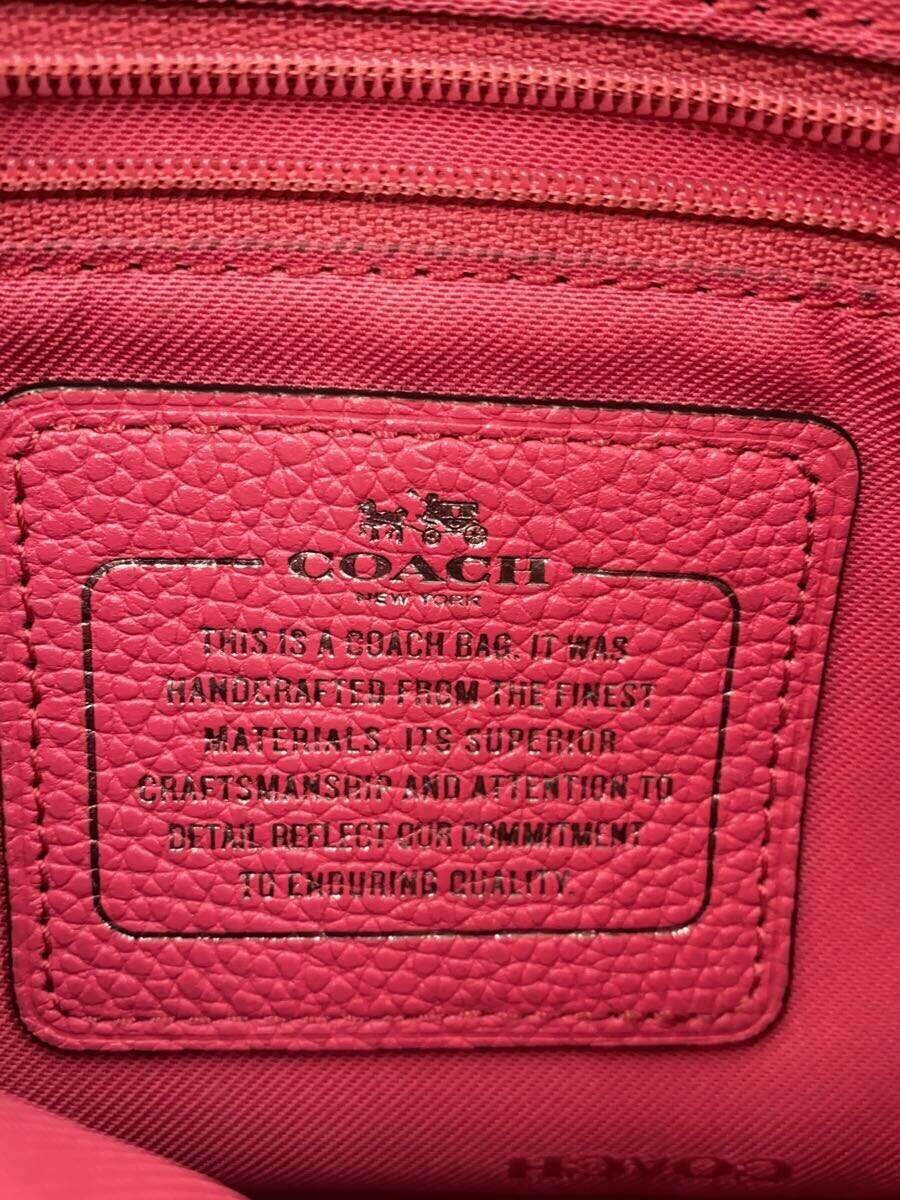 COACH
NEW YORK
THIS IS A COACH BAG. IT WAS
HANDCRAFTED FROM THE FINEST
MATERIALS. ITS SUPERIOR
CRAFTSMANSHIP AND ATTENTION TO
DETAIL REFLECT OUR COMMITMENT
TO ENDURING QUALITY.
COACH